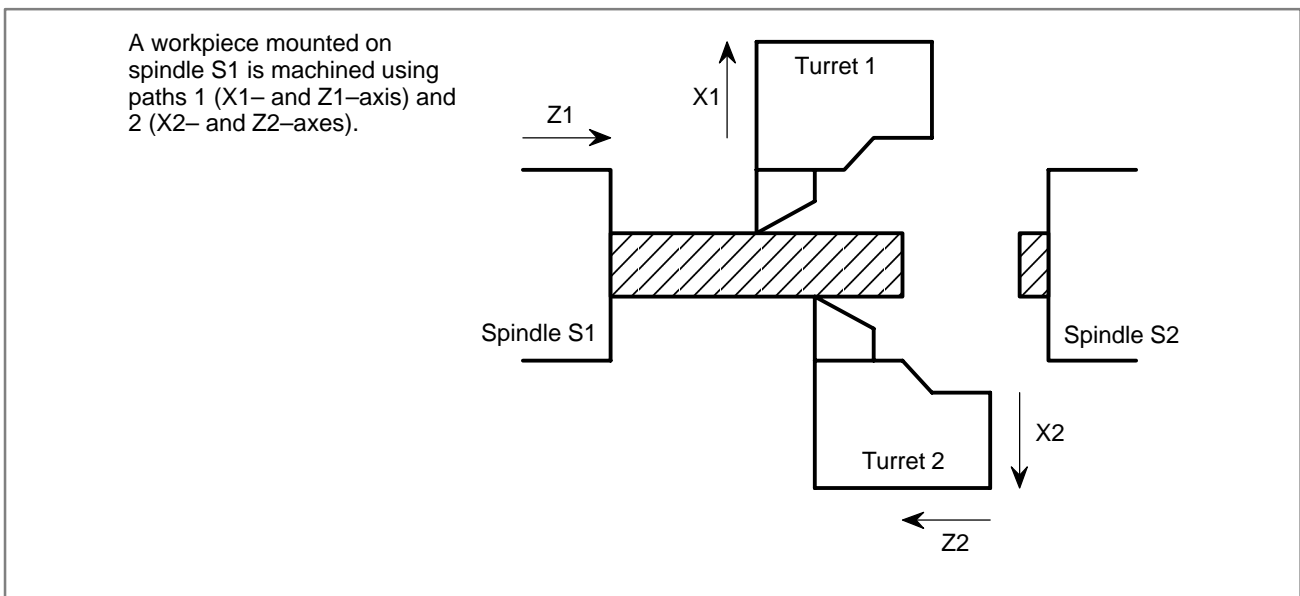 A workpiece mounted on
spindle S1 is machined using
paths 1 (X1– and Z1–axis) and
2 (X2– and Z2–axes).
Turret 1
X1
Z1
Spindle S1
Spindle S2
X2
Turret 2
Z2